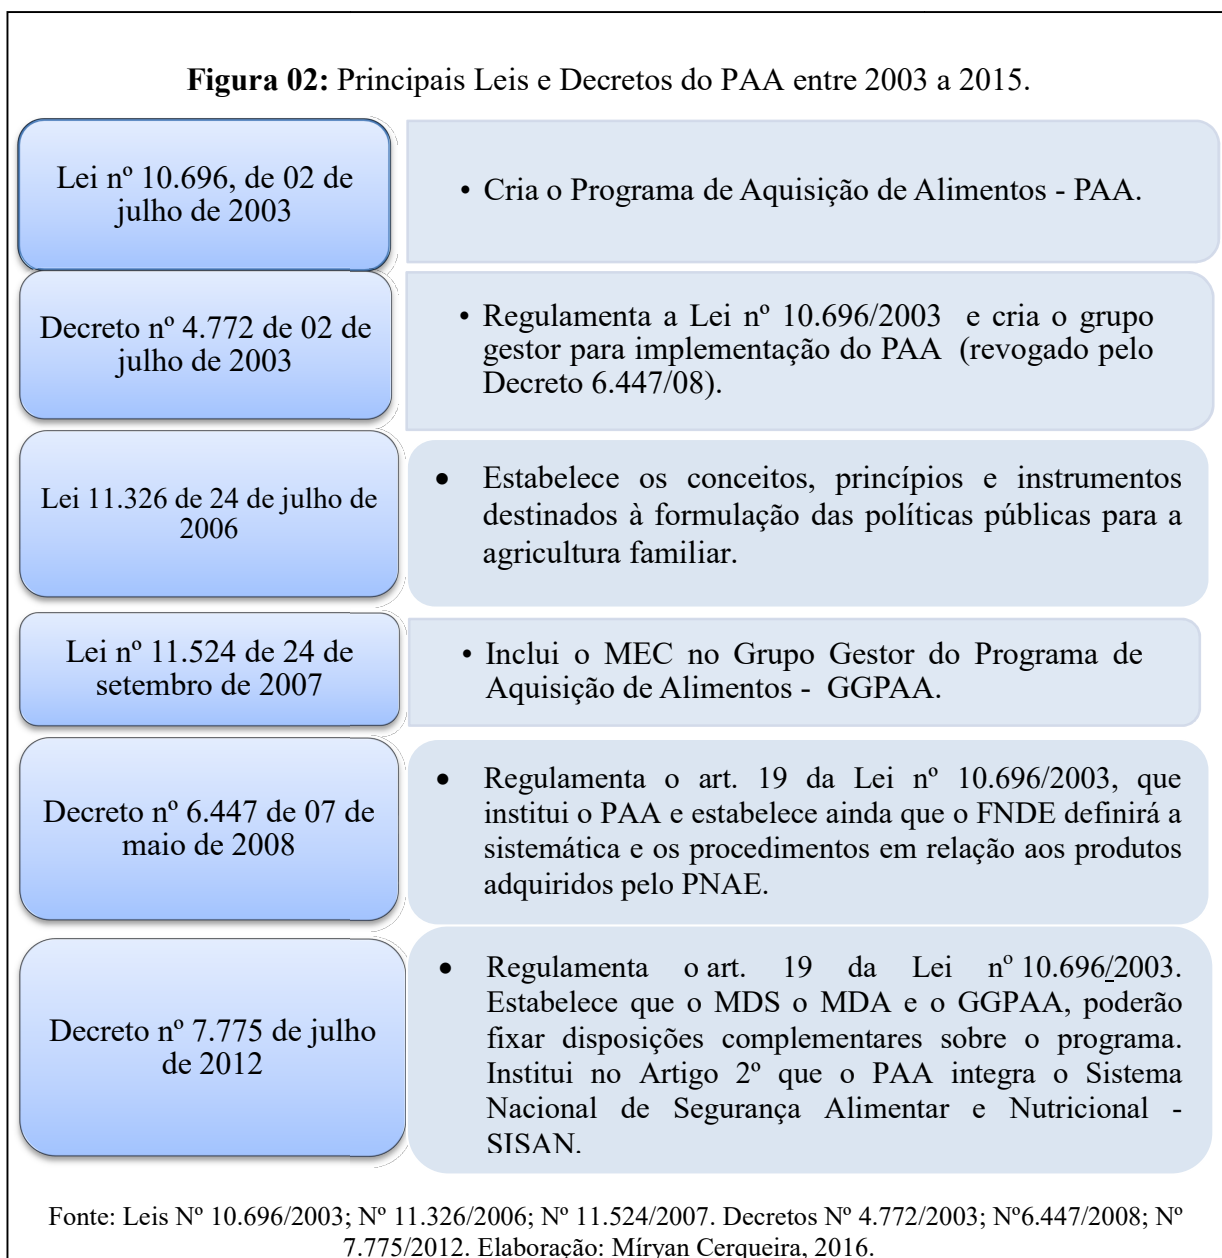 Figura 02: Principais Leis e Decretos do PAA entre 2003 a 2015.
Lei nº 10.696, de 02 de
julho de 2003
• Cria o Programa de Aquisição de Alimentos - PAA.
Decreto nº 4.772 de 02 de
julho de 2003
• Regulamenta a Lei nº 10.696/2003 e cria o grupo
gestor para implementação do PAA (revogado pelo
Decreto 6.447/08).
Lei 11.326 de 24 de julho de
2006
• Estabelece os conceitos, princípios e instrumentos
destinados à formulação das políticas públicas para a
agricultura familiar.
Lei nº 11.524 de 24 de
setembro de 2007
• Inclui o MEC no Grupo Gestor do Programa de
Aquisição de Alimentos - GGPAA.
Decreto nº 6.447 de 07 de
maio de 2008
• Regulamenta o art. 19 da Lei nº 10.696/2003, que
institui o PAA e estabelece ainda que o FNDE definirá a
sistemática e os procedimentos em relação aos produtos
adquiridos pelo PNAE.
Decreto nº 7.775 de julho
de 2012
• Regulamenta o art. 19 da Lei nº 10.696/2003.
Estabelece que o MDS o MDA e o GGPAA, poderão
fixar disposições complementares sobre o programa.
Institui no Artigo 2º que o PAA integra o Sistema
Nacional de Segurança Alimentar e Nutricional -
SISAN.
Fonte: Leis Nº 10.696/2003; Nº 11.326/2006; Nº 11.524/2007. Decretos Nº 4.772/2003; Nº6.447/2008; Nº
7.775/2012. Elaboração: Míryan Cerqueira, 2016.